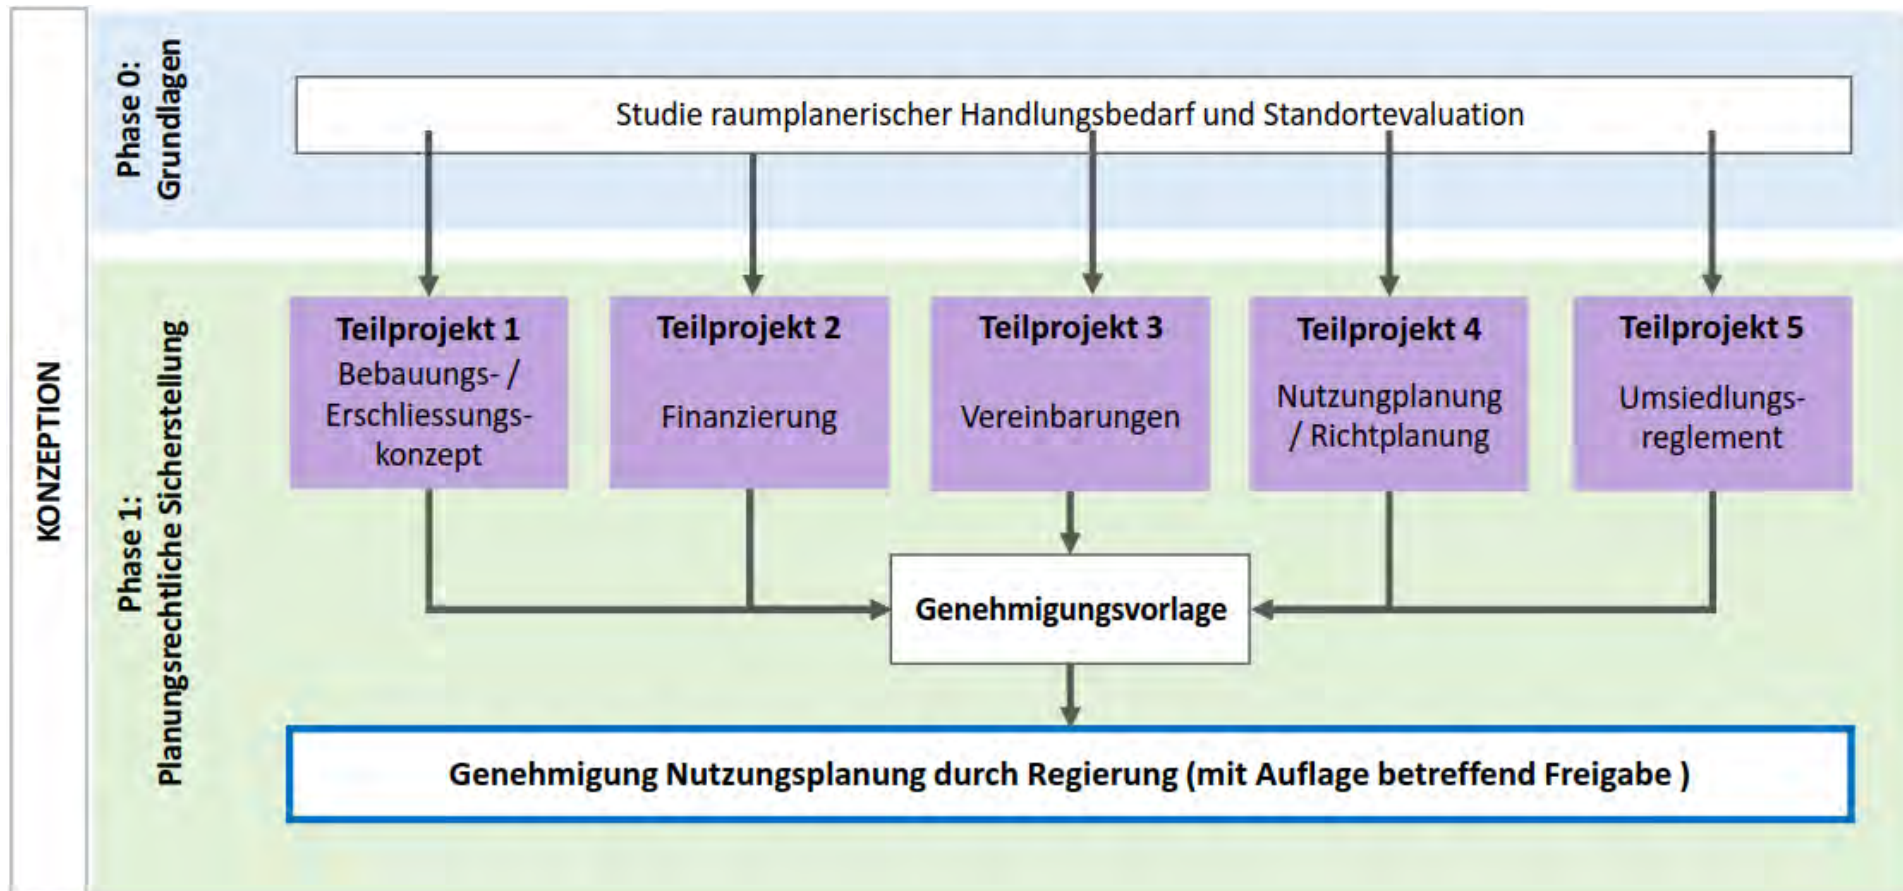 KONZEPTION
Phase 0:
Grundlagen
Studie raumplanerischer Handlungsbedarf und Standortevaluation
Phase 1:
Planungsrechtliche Sicherstellung
Teilprojekt 1
Bebauungs- /
Erschliessungs-
konzept
Teilprojekt 2
Finanzierung
Teilprojekt 3
Vereinbarungen
Teilprojekt 4
Nutzungplanung
/ Richtplanung
Teilprojekt 5
Umsiedlungs-
reglement
Genehmigungsvorlage
Genehmigung Nutzungsplanung durch Regierung (mit Auflage betreffend Freigabe )